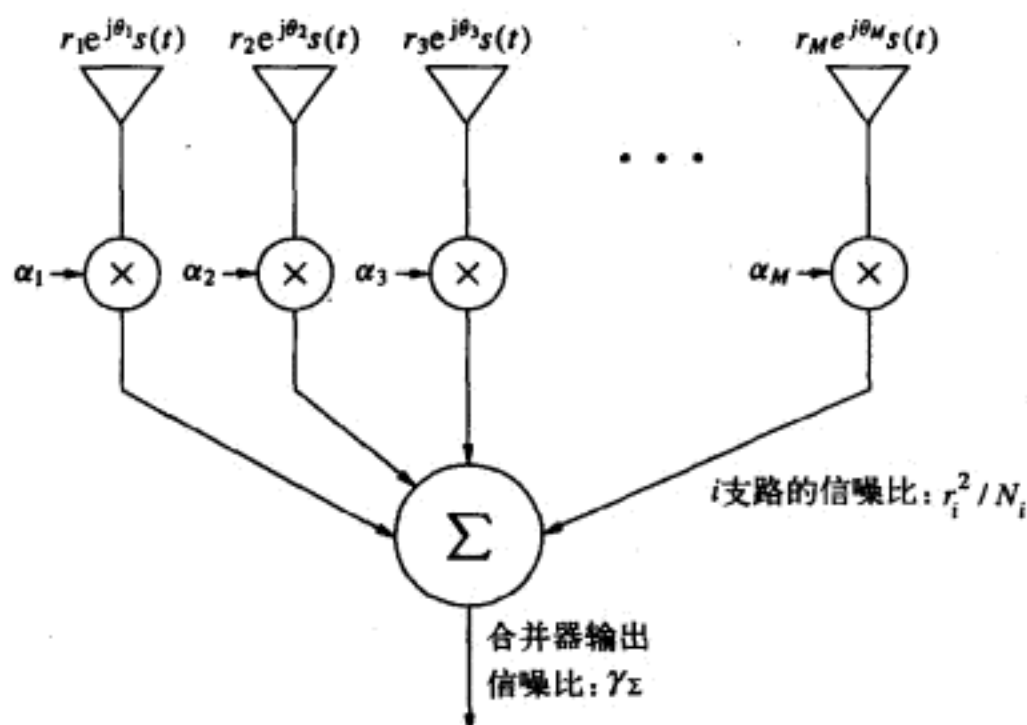 r₁e^{jθ₁}s(t) r₂e^{jθ₂}s(t) r₃e^{jθ₃}s(t) r_M e^{jθ_M}s(t)
· · ·
α₁ × α₂ × α₃ × α_M ×
i支路的信噪比：r_i²/N_i
Σ
合并器输出
信噪比：γ_Σ